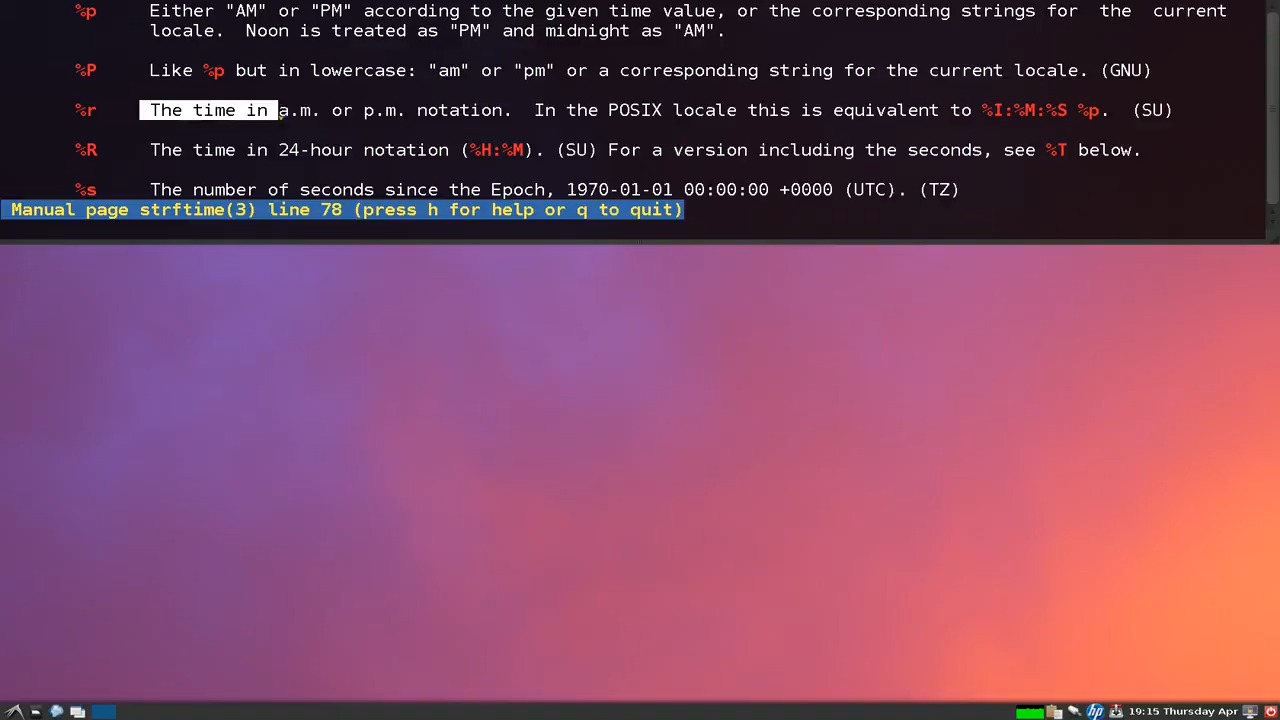 %p Either "AM" or "PM" according to the given time value, or the corresponding strings for the current
locale. Noon is treated as "PM" and midnight as "AM".
%P Like %p but in lowercase: "am" or "pm" or a corresponding string for the current locale. (GNU)
%r The time in a.m. or p.m. notation. In the POSIX locale this is equivalent to %I:%M:%S %p. (SU)
%R The time in 24-hour notation (%H:%M). (SU) For a version including the seconds, see %T below.
%s The number of seconds since the Epoch, 1970-01-01 00:00:00 +0000 (UTC). (TZ)
Manual page strftime(3) line 78 (press h for help or q to quit)
hp 19:15 Thursday Apr